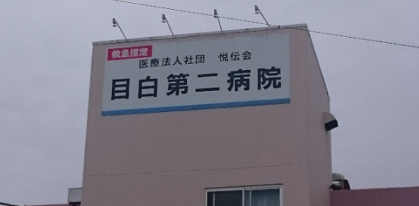 救急指定
医療法人社団 悦伝会
目白第二病院